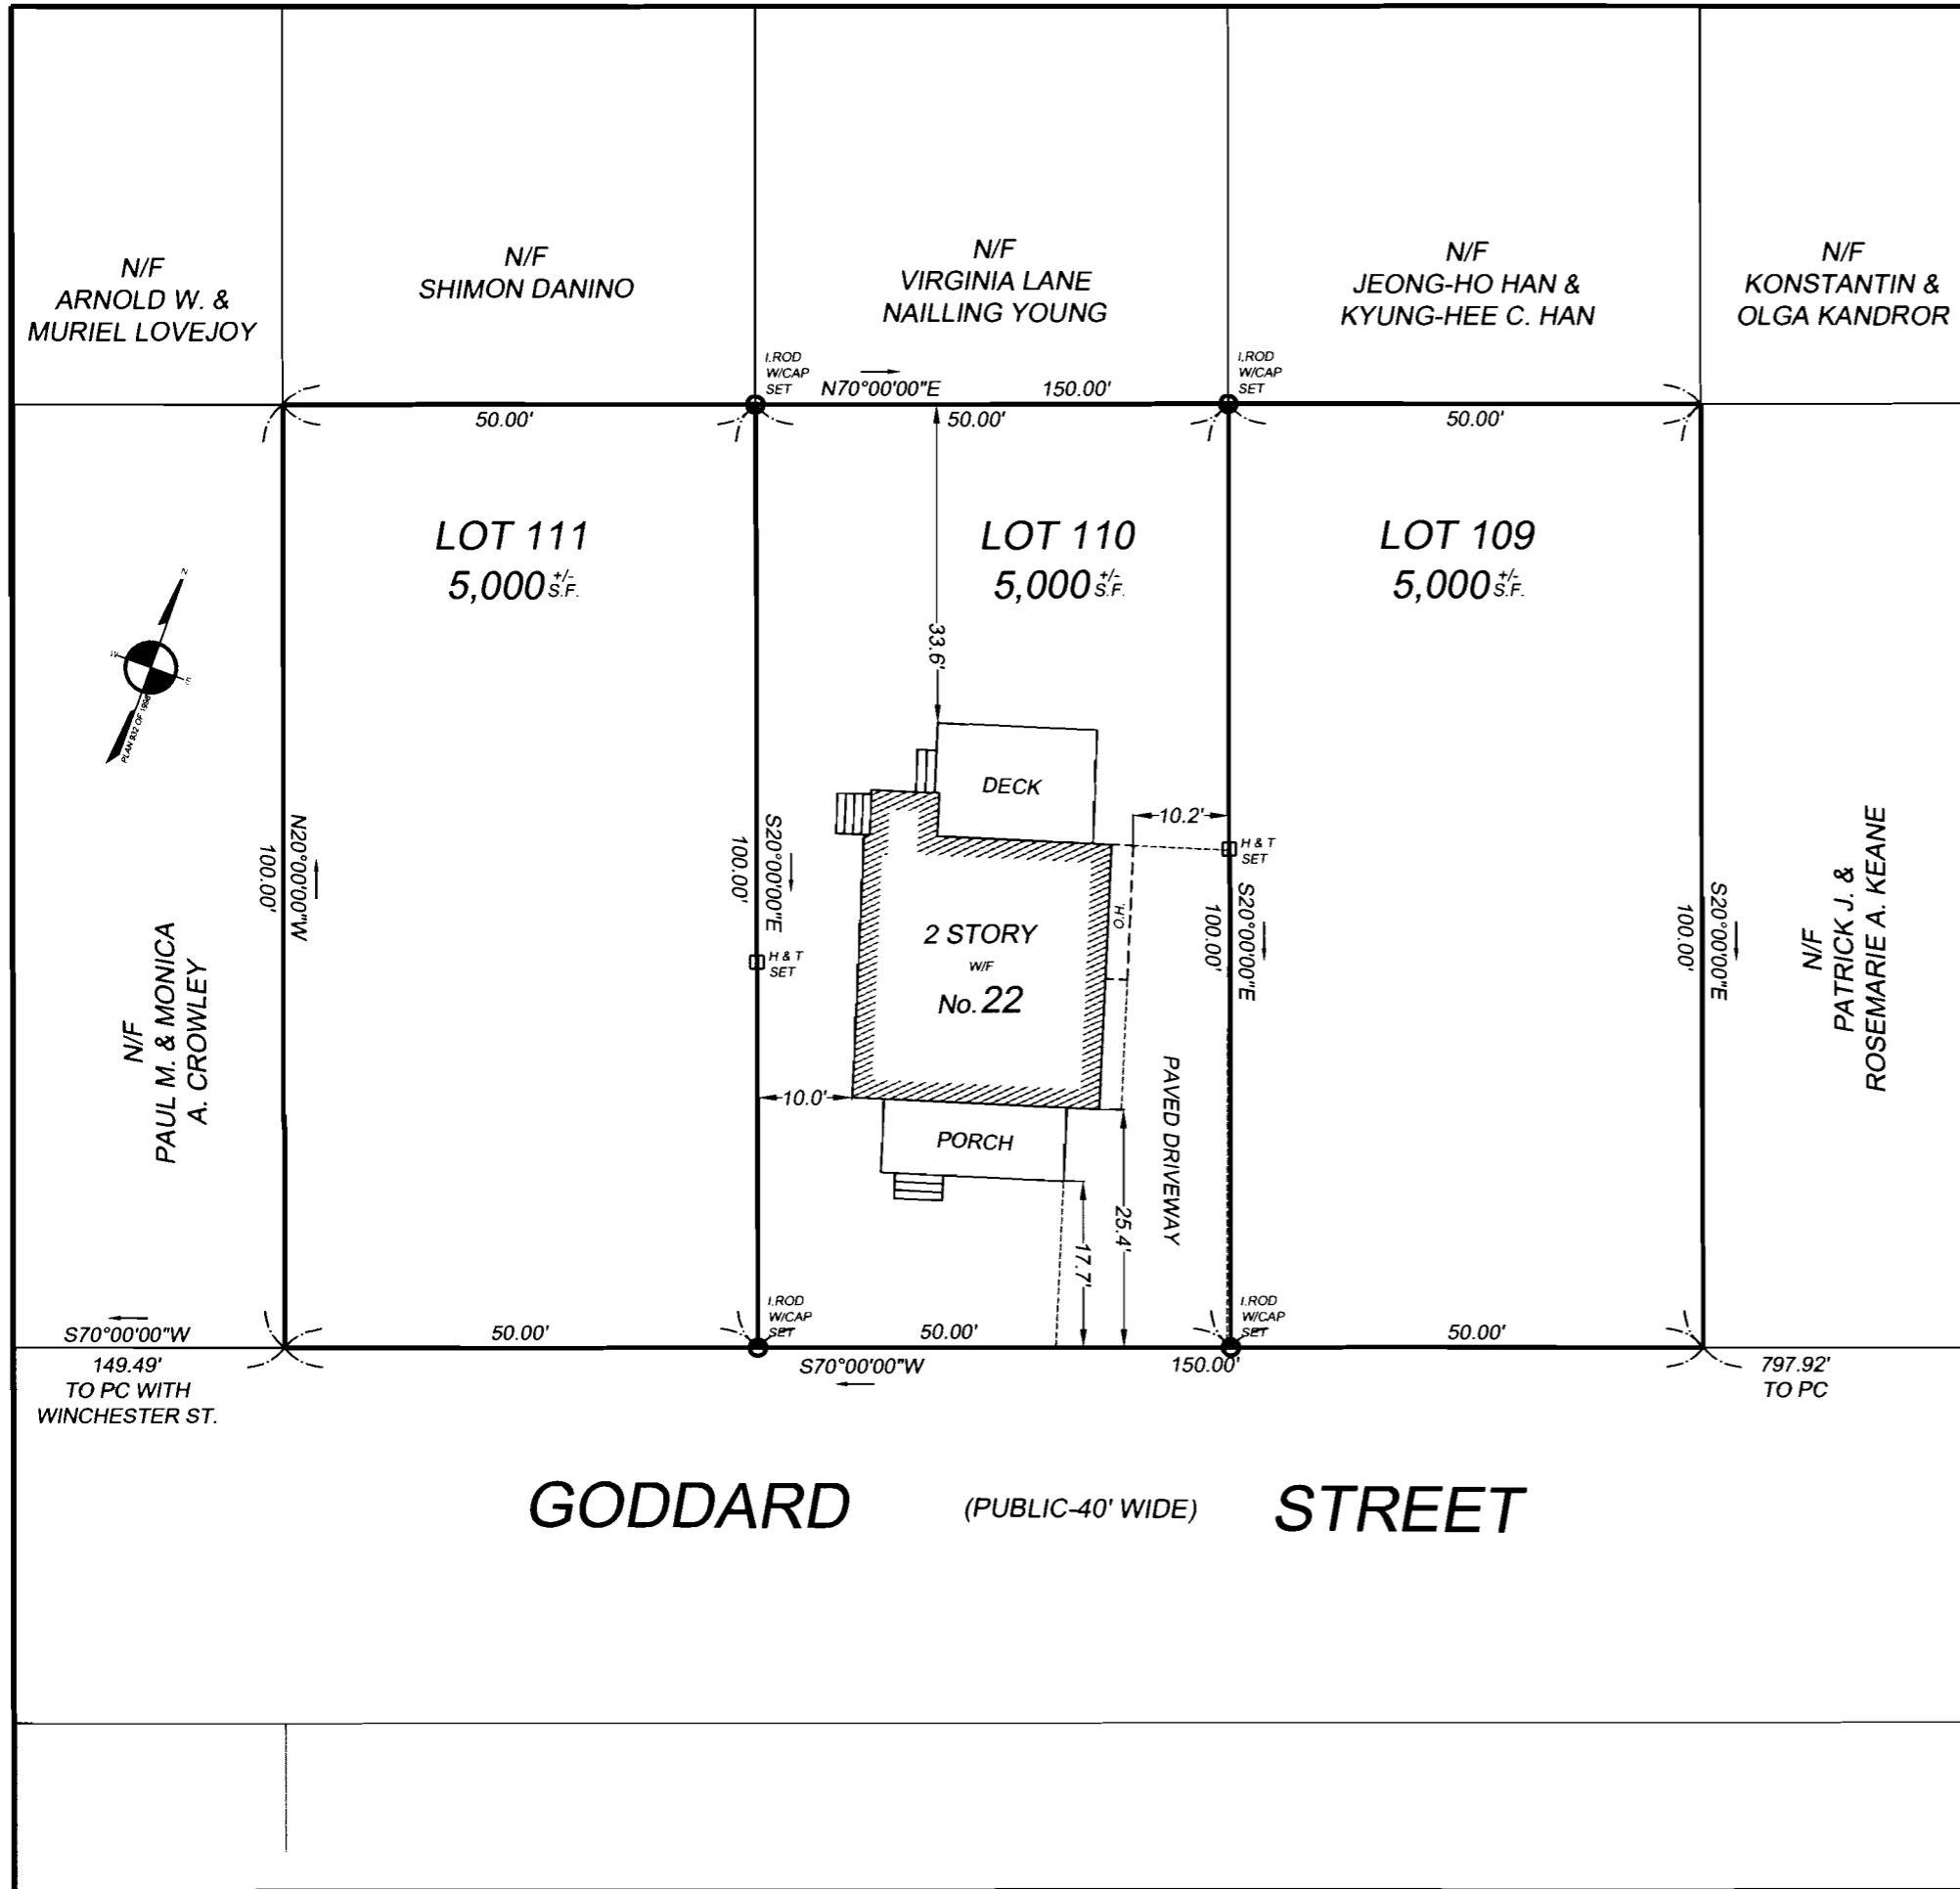 N/F
ARNOLD W. &
MURIEL LOVEJOY
N/F
SHIMON DANINO
N/F
VIRGINIA LANE
NAILLING YOUNG
N/F
JEONG-HO HAN &
KYUNG-HEE C. HAN
N/F
KONSTANTIN &
OLGA KANDROR
I.ROD
W/CAP
SET
N70°00'00"E
150.00'
I.ROD
W/CAP
SET
50.00'
50.00'
50.00'
LOT 111
5,000 +/- S.F.
LOT 110
5,000 +/- S.F.
LOT 109
5,000 +/- S.F.
N
W
E
PLAN 932 OF
33.6'
DECK
10.2'
H & T
SET
N20°00'00"W
100.00'
S20°00'00"E
100.00'
H & T
SET
2 STORY
W/F
No. 22
O.H.
S20°00'00"E
100.00'
S20°00'00"E
100.00'
N/F
PAUL M. & MONICA
A. CROWLEY
N/F
PATRICK J. &
ROSEMARIE A. KEANE
10.0'
PORCH
PAVED DRIVEWAY
25.4'
17.7'
I.ROD
W/CAP
SET
I.ROD
W/CAP
SET
S70°00'00"W
50.00'
50.00'
50.00'
149.49'
TO PC WITH
WINCHESTER ST.
S70°00'00"W
150.00'
797.92'
TO PC
GODDARD (PUBLIC-40' WIDE) STREET